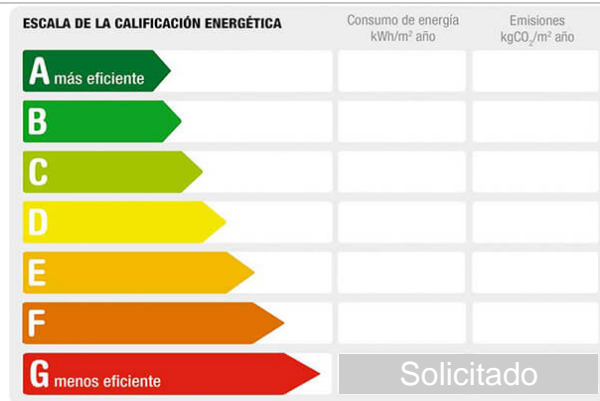 ESCALA DE LA CALIFICACIÓN ENERGÉTICA
Consumo de energía
kWh/m² año
Emisiones
kgCO₂/m² año
A más eficiente
B
C
D
E
F
G menos eficiente
Solicitado